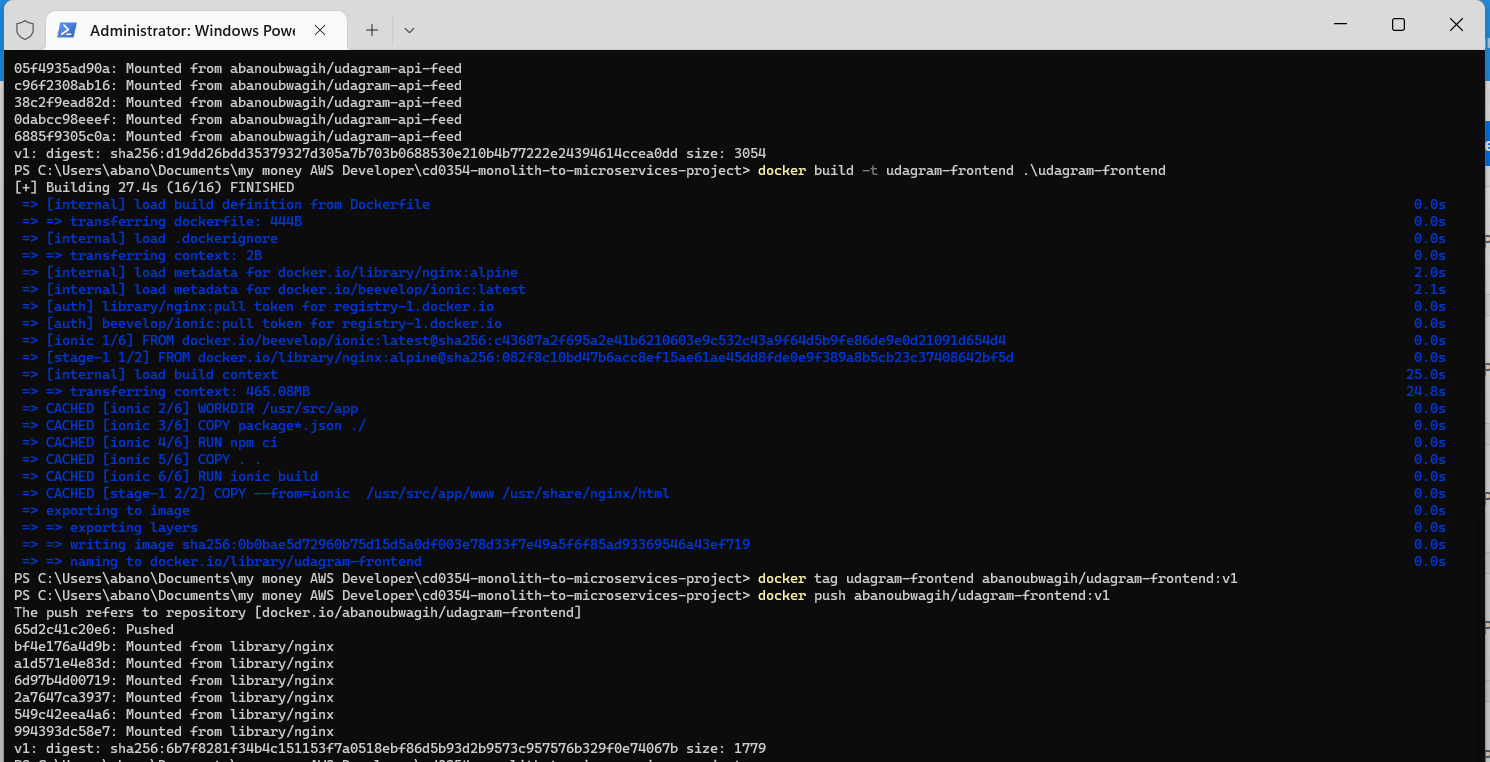 Administrator: Windows Powe
05f4935ad90a: Mounted from abanoubwagih/udagram-api-feed
c96f2308ab16: Mounted from abanoubwagih/udagram-api-feed
38c2f9ead82d: Mounted from abanoubwagih/udagram-api-feed
0dabcc98eeef: Mounted from abanoubwagih/udagram-api-feed
6885f9305c0a: Mounted from abanoubwagih/udagram-api-feed
v1: digest: sha256:d19dd26bdd35379327d305a7b703b0688530e210b4b77222e24394614ccea0dd size: 3054
PS C:\Users\abano\Documents\my money AWS Developer\cd0354-monolith-to-microservices-project> docker build -t udagram-frontend .\udagram-frontend
[+] Building 27.4s (16/16) FINISHED
=> [internal] load build definition from Dockerfile 0.0s
=> => transferring dockerfile: 444B 0.0s
=> [internal] load .dockerignore 0.0s
=> => transferring context: 2B 0.0s
=> [internal] load metadata for docker.io/library/nginx:alpine 2.0s
=> [internal] load metadata for docker.io/beevelop/ionic:latest 2.1s
=> [auth] library/nginx:pull token for registry-1.docker.io 0.0s
=> [auth] beevelop/ionic:pull token for registry-1.docker.io 0.0s
=> [ionic 1/6] FROM docker.io/beevelop/ionic:latest@sha256:c43687a2f695a2e41b6210603e9c532c43a9f64d5b9fe86de9e0d21091d654d4 0.0s
=> [stage-1 1/2] FROM docker.io/library/nginx:alpine@sha256:082f8c10bd47b6acc8ef15ae61ae45dd8fde0e9f389a8b5cb23c37408642bf5d 0.0s
=> [internal] load build context 25.0s
=> => transferring context: 465.08MB 24.8s
=> CACHED [ionic 2/6] WORKDIR /usr/src/app 0.0s
=> CACHED [ionic 3/6] COPY package*.json ./ 0.0s
=> CACHED [ionic 4/6] RUN npm ci 0.0s
=> CACHED [ionic 5/6] COPY . . 0.0s
=> CACHED [ionic 6/6] RUN ionic build 0.0s
=> CACHED [stage-1 2/2] COPY --from=ionic  /usr/src/app/www /usr/share/nginx/html 0.0s
=> exporting to image 0.0s
=> => exporting layers 0.0s
=> => writing image sha256:0b0bae5d72960b75d15d5a0df003e78d33f7e49a5f6f85ad93369546a43ef719 0.0s
=> => naming to docker.io/library/udagram-frontend 0.0s
PS C:\Users\abano\Documents\my money AWS Developer\cd0354-monolith-to-microservices-project> docker tag udagram-frontend abanoubwagih/udagram-frontend:v1
PS C:\Users\abano\Documents\my money AWS Developer\cd0354-monolith-to-microservices-project> docker push abanoubwagih/udagram-frontend:v1
The push refers to repository [docker.io/abanoubwagih/udagram-frontend]
65d2c41c20e6: Pushed
bf4e176a4d9b: Mounted from library/nginx
a1d571e4e83d: Mounted from library/nginx
6d97b4d00719: Mounted from library/nginx
2a7647ca3937: Mounted from library/nginx
549c42eea4a6: Mounted from library/nginx
994393dc58e7: Mounted from library/nginx
v1: digest: sha256:6b7f8281f34b4c151153f7a0518ebf86d5b93d2b9573c957576b329f0e74067b size: 1779